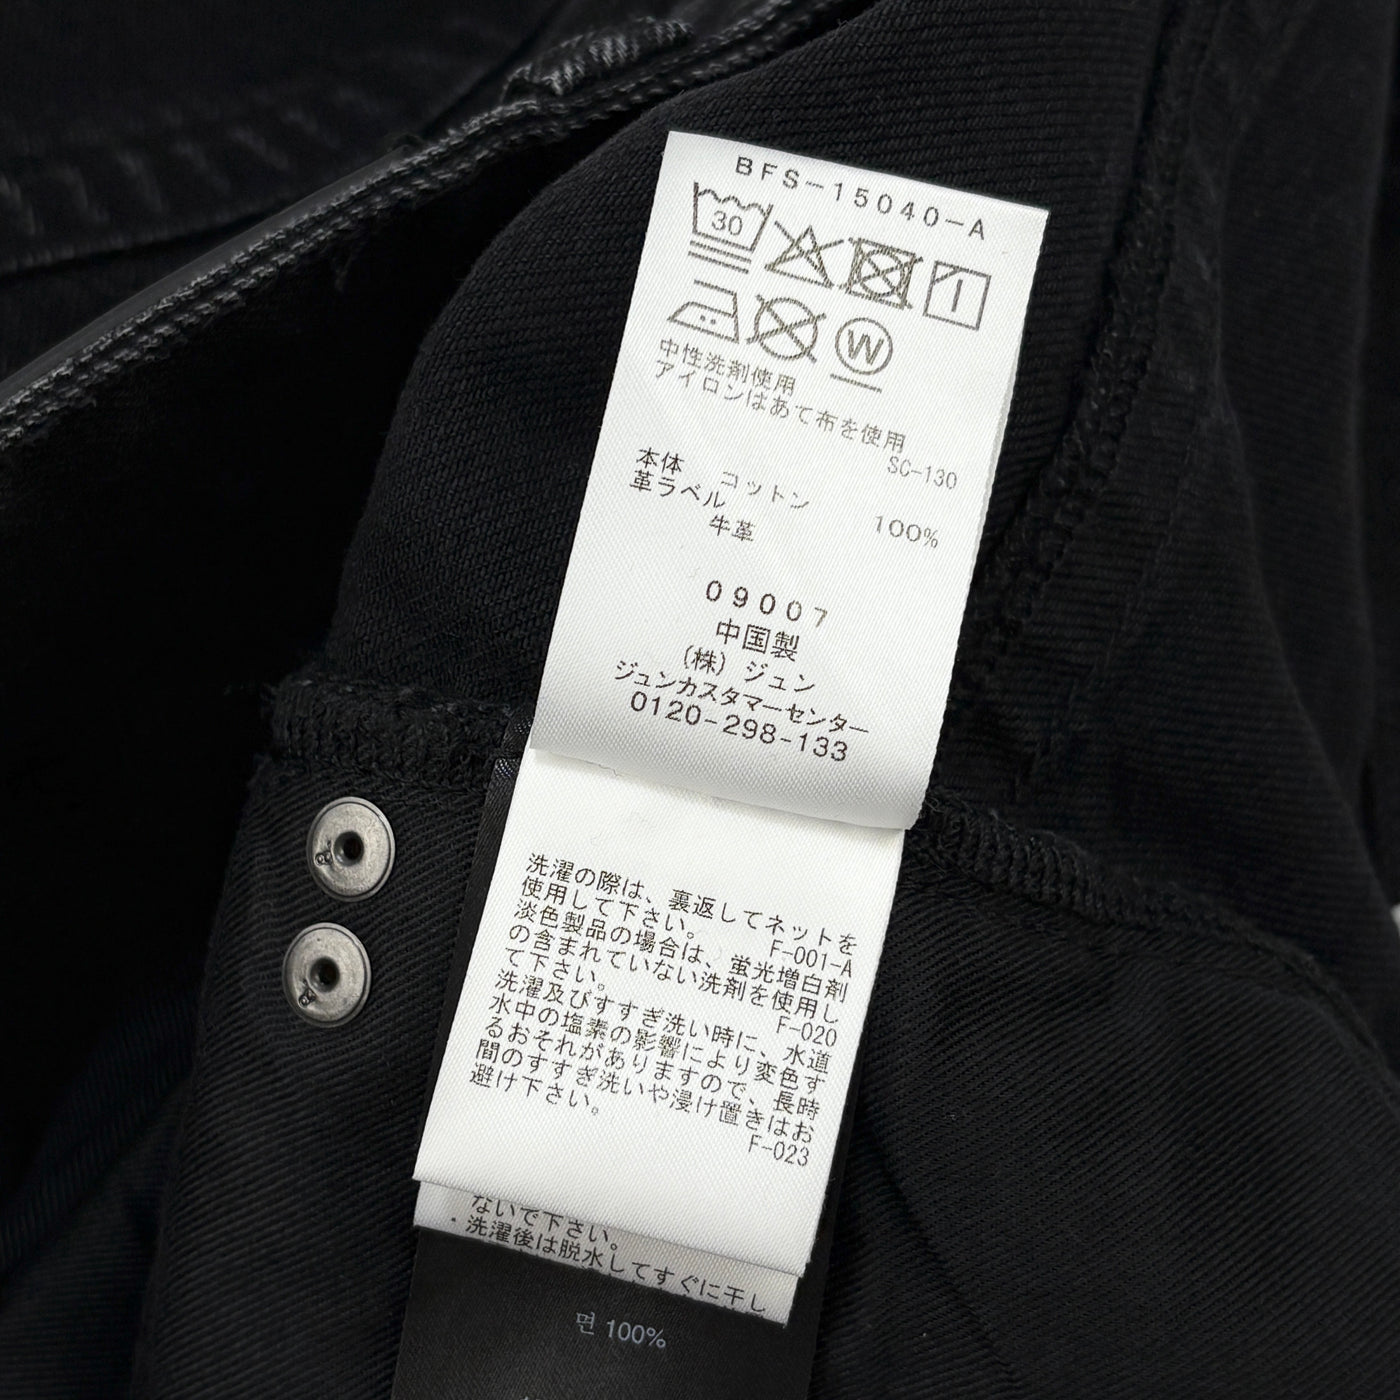 BFS-15040-A
30
W
中性洗剤使用
アイロンはあて布を使用
SC-130
本体 コットン 100%
革ラベル
牛革
09007
中国製
(株)ジュン
ジュンカスタマーセンター
0120-298-133
洗濯の際は、裏返してネットを
使用して下さい。 F-001-A
淡色製品の場合は、蛍光増白剤
の含まれていない洗剤を使用し
て下さい。 F-020
洗濯及びすすぎ洗い時に、水道
水中の塩素の影響により変色す
るおそれがありますので、長時
間のすすぎ洗いや浸け置きはお
避け下さい。 F-023
ないで下さい。
・洗濯後は脱水してすぐに干し
면 100%